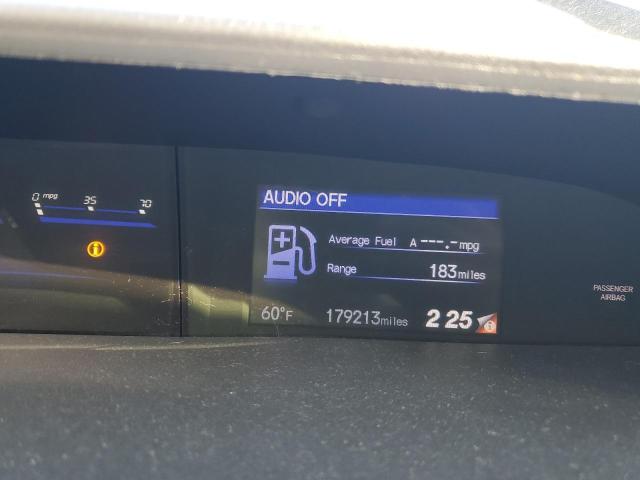 0 mpg 35 70
AUDIO OFF
Average Fuel A ---.- mpg
Range 183 miles
60°F 179213 miles 2 25
PASSENGER
AIRBAG